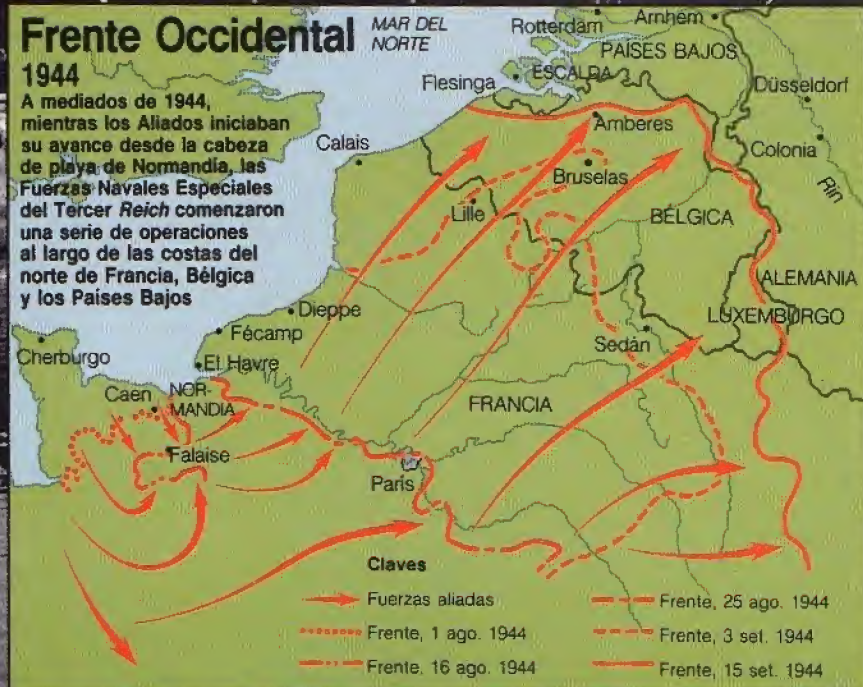 Frente Occidental
1944
A mediados de 1944,
mientras los Aliados iniciaban
su avance desde la cabeza
de playa de Normandía, las
Fuerzas Navales Especiales
del Tercer Reich comenzaron
una serie de operaciones
al largo de las costas del
norte de Francia, Bélgica
y los Países Bajos
MAR DEL
NORTE
Rotterdam
Arnhem
PAÍSES BAJOS
ESCALDA
Flesinga
Düsseldorf
Amberes
Calais
Colonia
Bruselas
Rin
Lille
BÉLGICA
ALEMANIA
Dieppe
LUXEMBURGO
Fécamp
Sedán
Cherburgo
El Havre
Caen
NOR-
MANDIA
FRANCIA
Falaise
París
Claves
Fuerzas aliadas
Frente, 1 ago. 1944
Frente, 16 ago. 1944
Frente, 25 ago. 1944
Frente, 3 set. 1944
Frente, 15 set. 1944